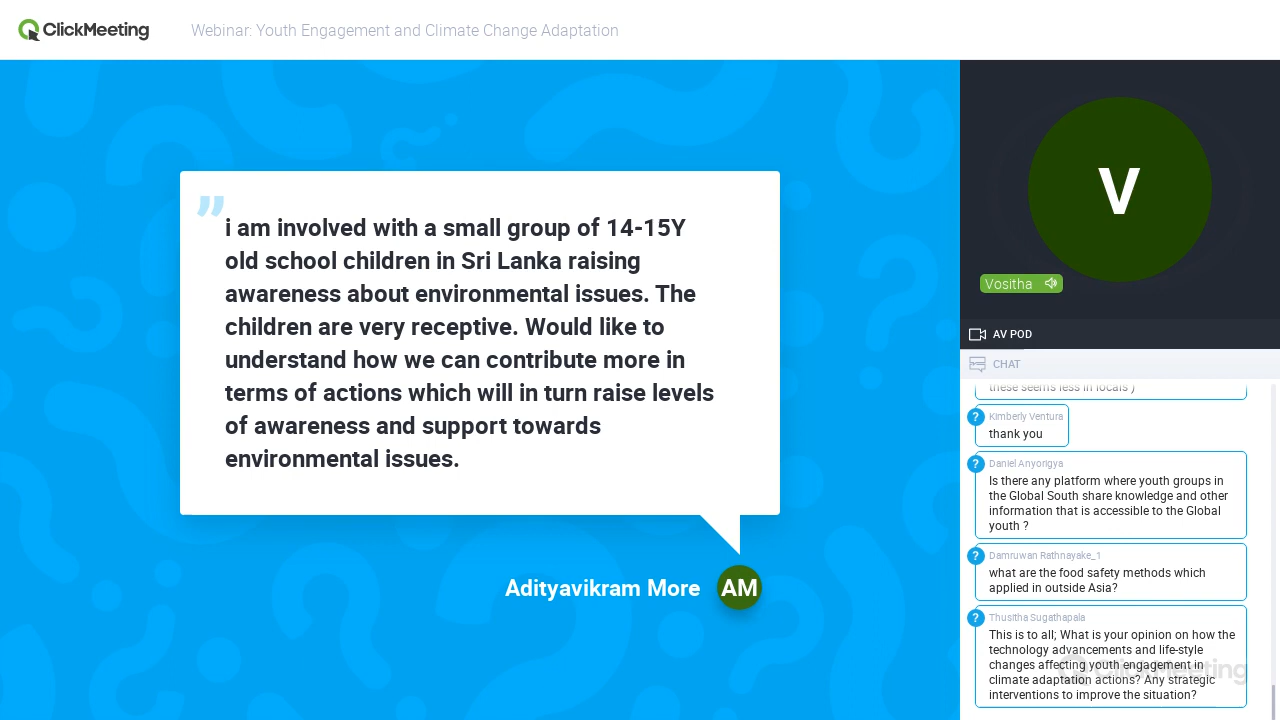 ClickMeeting
Webinar: Youth Engagement and Climate Change Adaptation
”
i am involved with a small group of 14-15Y
old school children in Sri Lanka raising
awareness about environmental issues. The
children are very receptive. Would like to
understand how we can contribute more in
terms of actions which will in turn raise levels
of awareness and support towards
environmental issues.
Adityavikram More
AM
V
Vositha
AV POD
CHAT
these seems less in locals )
?
Kimberly Ventura
thank you
?
Daniel Anyorigya
Is there any platform where youth groups in
the Global South share knowledge and other
information that is accessible to the Global
youth ?
?
Damruwan Rathnayake_1
what are the food safety methods which
applied in outside Asia?
?
Thusitha Sugathapala
This is to all; What is your opinion on how the
technology advancements and life-style
changes affecting youth engagement in
climate adaptation actions? Any strategic
interventions to improve the situation?
ClickMeeting